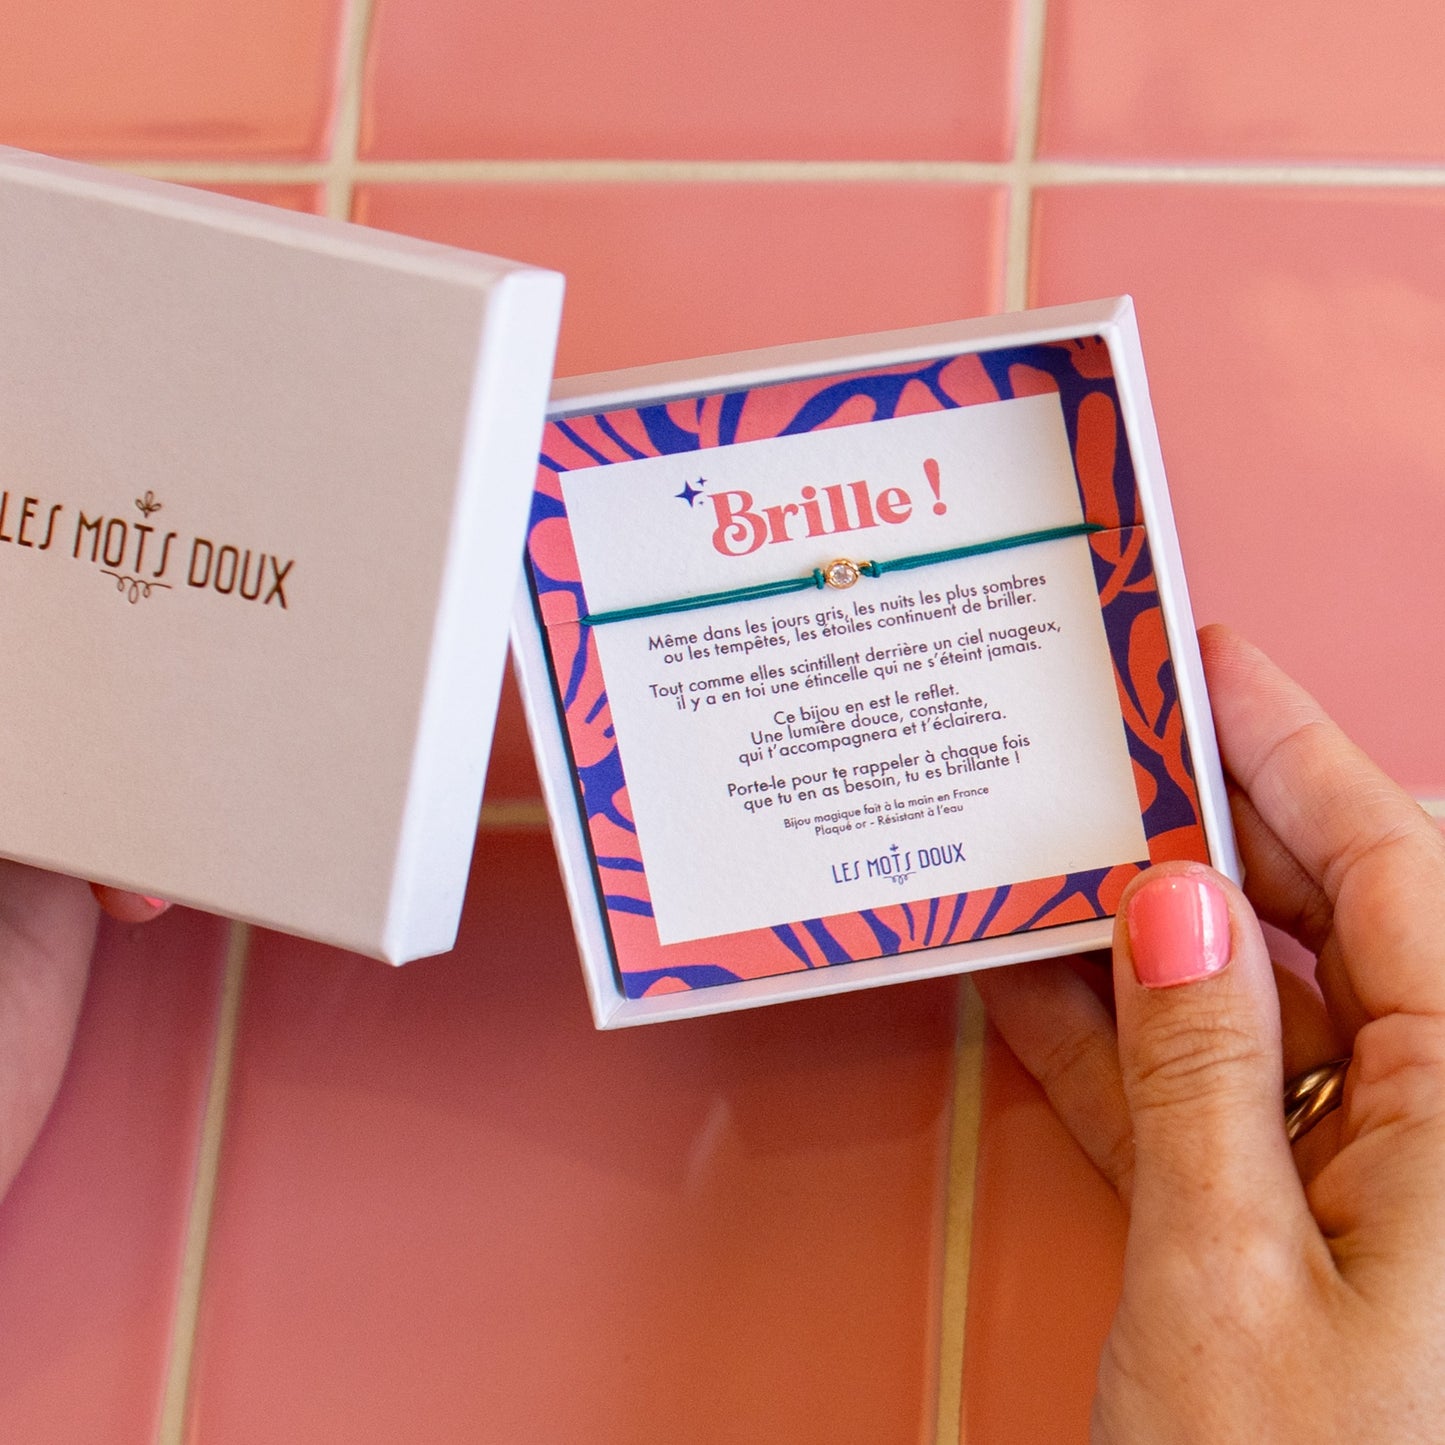 LES MOTS DOUX
Brille !
Même dans les jours gris, les nuits les plus sombres
ou les tempêtes, les étoiles continuent de briller.
Tout comme elles scintillent derrière un ciel nuageux,
il y a en toi une étincelle qui ne s'éteint jamais.
Ce bijou en est le reflet.
Une lumière douce, constante,
qui t'accompagnera et t'éclairera.
Porte-le pour te rappeler à chaque fois
que tu en as besoin, tu es brillante !
Bijou magique fait à la main en France
Plaqué or - Résistant à l'eau
LES MOTS DOUX